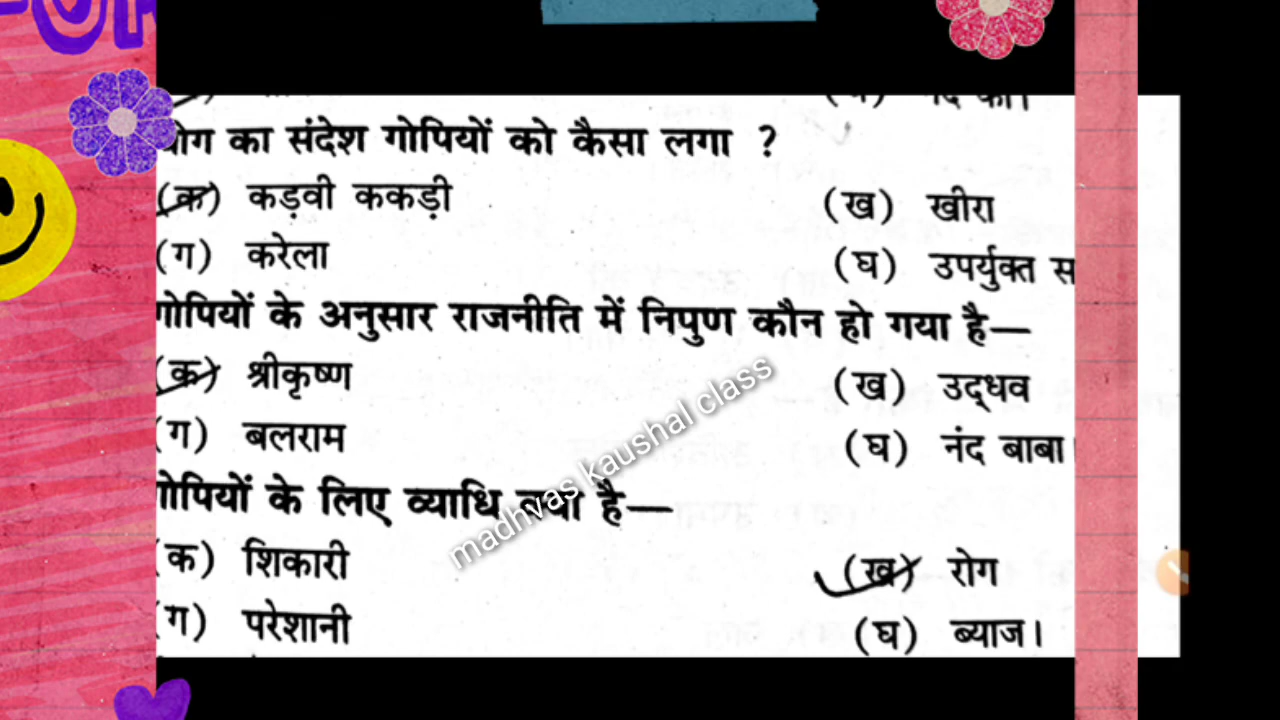 योग का संदेश गोपियों को कैसा लगा ?
(क) कड़वी ककड़ी (ख) खीरा
(ग) करेला (घ) उपर्युक्त
गोपियों के अनुसार राजनीति में निपुण कौन हो गया है—
(क) श्रीकृष्ण (ख) उद्धव
(ग) बलराम (घ) नंद बाबा।
गोपियों के लिए व्याधि क्या है—
(क) शिकारी (ख) रोग
(ग) परेशानी (घ) ब्याज।
madhvas kaushal class